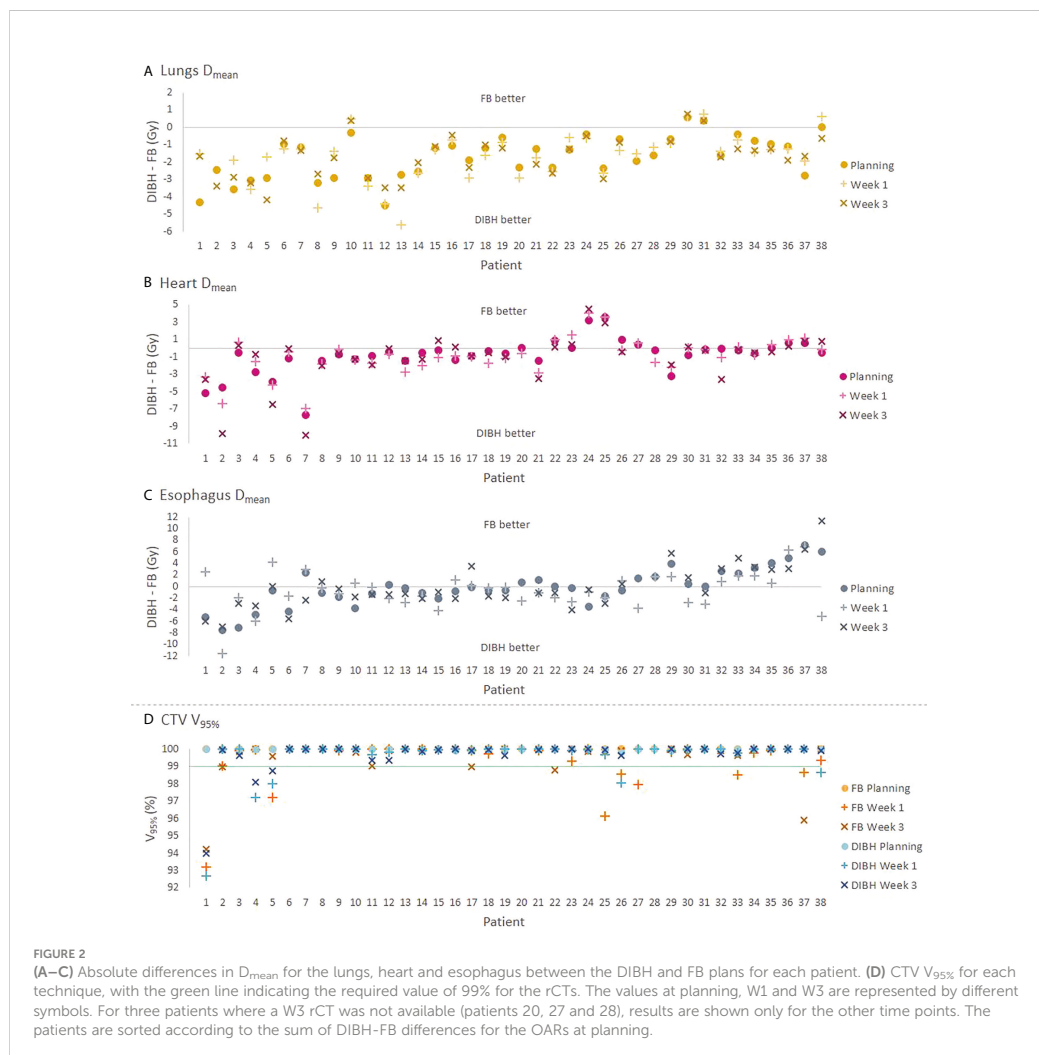 A Lungs Dmean
2
1
0
-1
-2
-3
-4
-5
-6
DIBH - FB (Gy)
FB better
DIBH better
1 2 3 4 5 6 7 8 9 10 11 12 13 14 15 16 17 18 19 20 21 22 23 24 25 26 27 28 29 30 31 32 33 34 35 36 37 38
Patient
Planning
Week 1
Week 3
B Heart Dmean
5
3
1
-1
-3
-5
-7
-9
-11
DIBH - FB (Gy)
FB better
DIBH better
1 2 3 4 5 6 7 8 9 10 11 12 13 14 15 16 17 18 19 20 21 22 23 24 25 26 27 28 29 30 31 32 33 34 35 36 37 38
Patient
Planning
Week 1
Week 3
C Esophagus Dmean
12
10
8
6
4
2
0
-2
-4
-6
-8
-10
-12
DIBH - FB (Gy)
FB better
DIBH better
1 2 3 4 5 6 7 8 9 10 11 12 13 14 15 16 17 18 19 20 21 22 23 24 25 26 27 28 29 30 31 32 33 34 35 36 37 38
Patient
Planning
Week 1
Week 3
D CTV V95%
100
99
98
97
96
95
94
93
92
V95% (%)
1 2 3 4 5 6 7 8 9 10 11 12 13 14 15 16 17 18 19 20 21 22 23 24 25 26 27 28 29 30 31 32 33 34 35 36 37 38
Patient
FB Planning
FB Week 1
FB Week 3
DIBH Planning
DIBH Week 1
DIBH Week 3
FIGURE 2
(A–C) Absolute differences in Dmean for the lungs, heart and esophagus between the DIBH and FB plans for each patient. (D) CTV V95% for each
technique, with the green line indicating the required value of 99% for the rCTs. The values at planning, W1 and W3 are represented by different
symbols. For three patients where a W3 rCT was not available (patients 20, 27 and 28), results are shown only for the other time points. The
patients are sorted according to the sum of DIBH-FB differences for the OARs at planning.